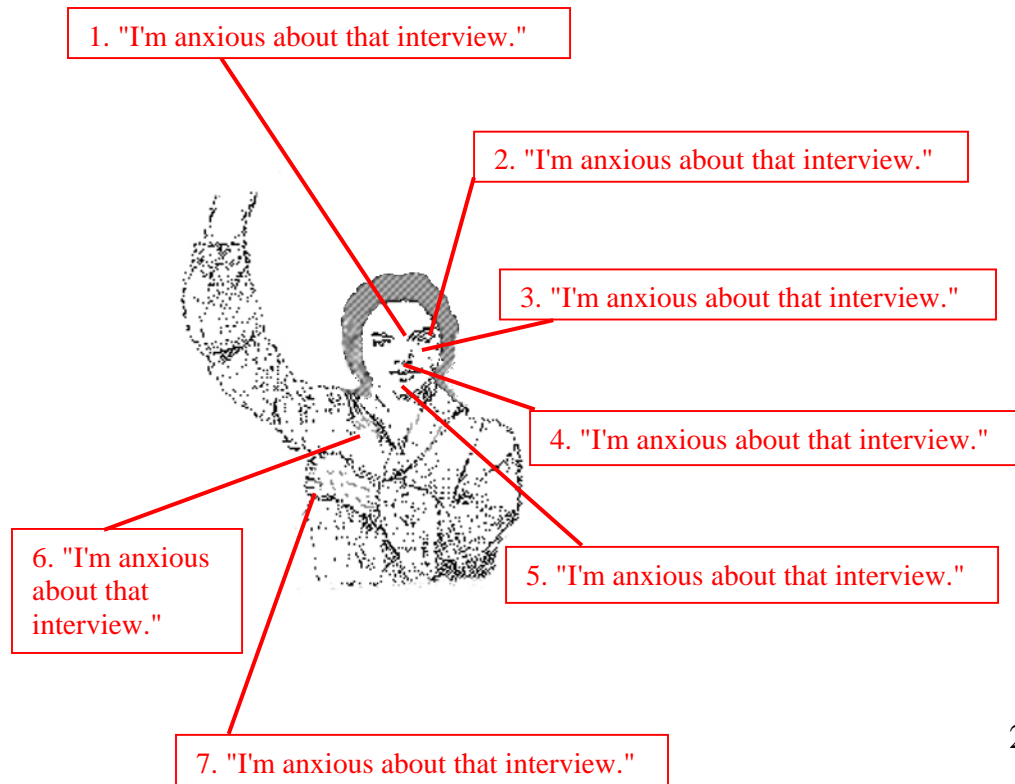 1. "I'm anxious about that interview."
2. "I'm anxious about that interview."
3. "I'm anxious about that interview."
4. "I'm anxious about that interview."
5. "I'm anxious about that interview."
6. "I'm anxious
about that
interview."
7. "I'm anxious about that interview."
2